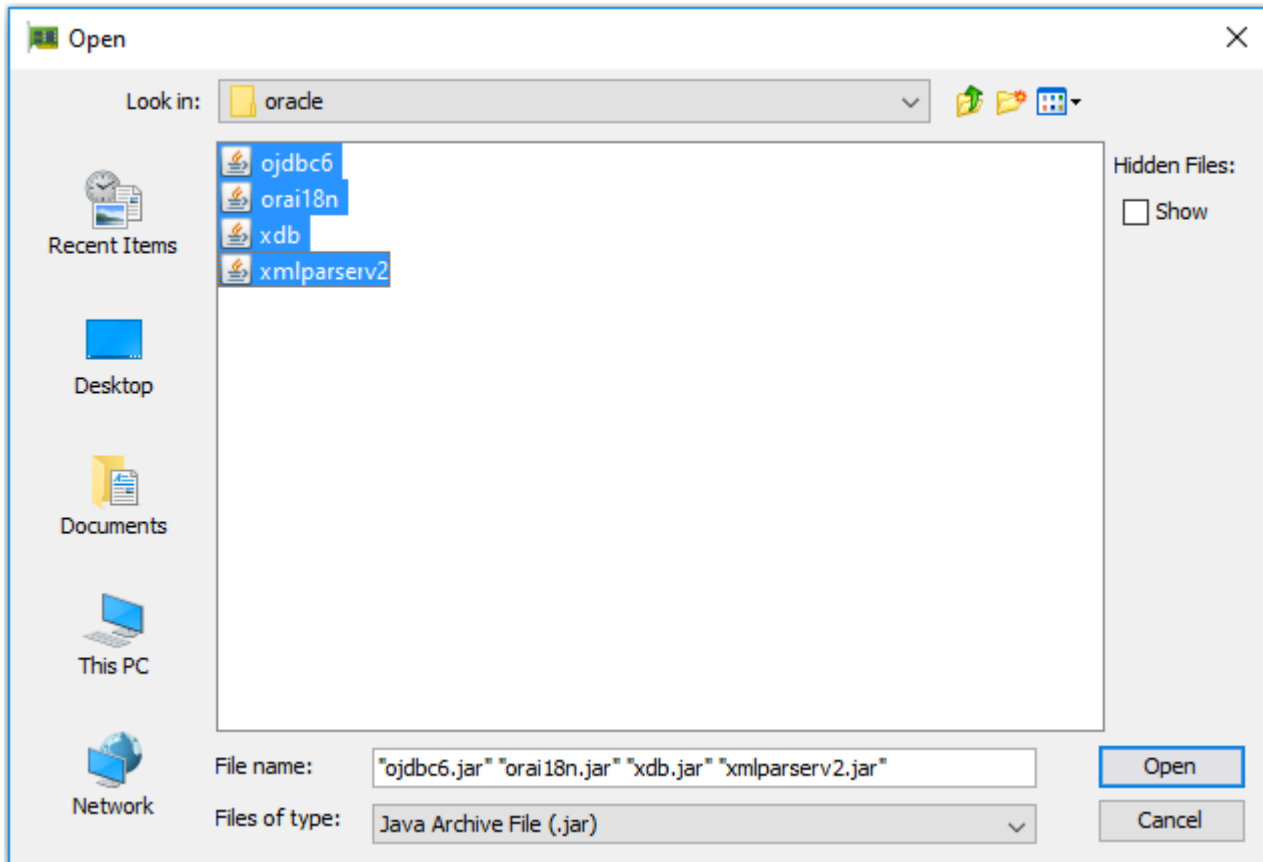 Open
Look in:
oracle
ojdbc6
orai18n
xdb
xmlparserv2
Hidden Files:
Show
Recent Items
Desktop
Documents
This PC
Network
File name:
"ojdbc6.jar" "orai18n.jar" "xdb.jar" "xmlparserv2.jar"
Open
Files of type:
Java Archive File (.jar)
Cancel